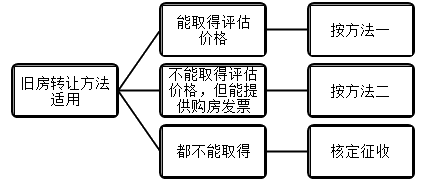 能取得评估
价格
按方法一
旧房转让方法
适用
不能取得评估
价格，但能提
供购房发票
按方法二
都不能取得
核定征收